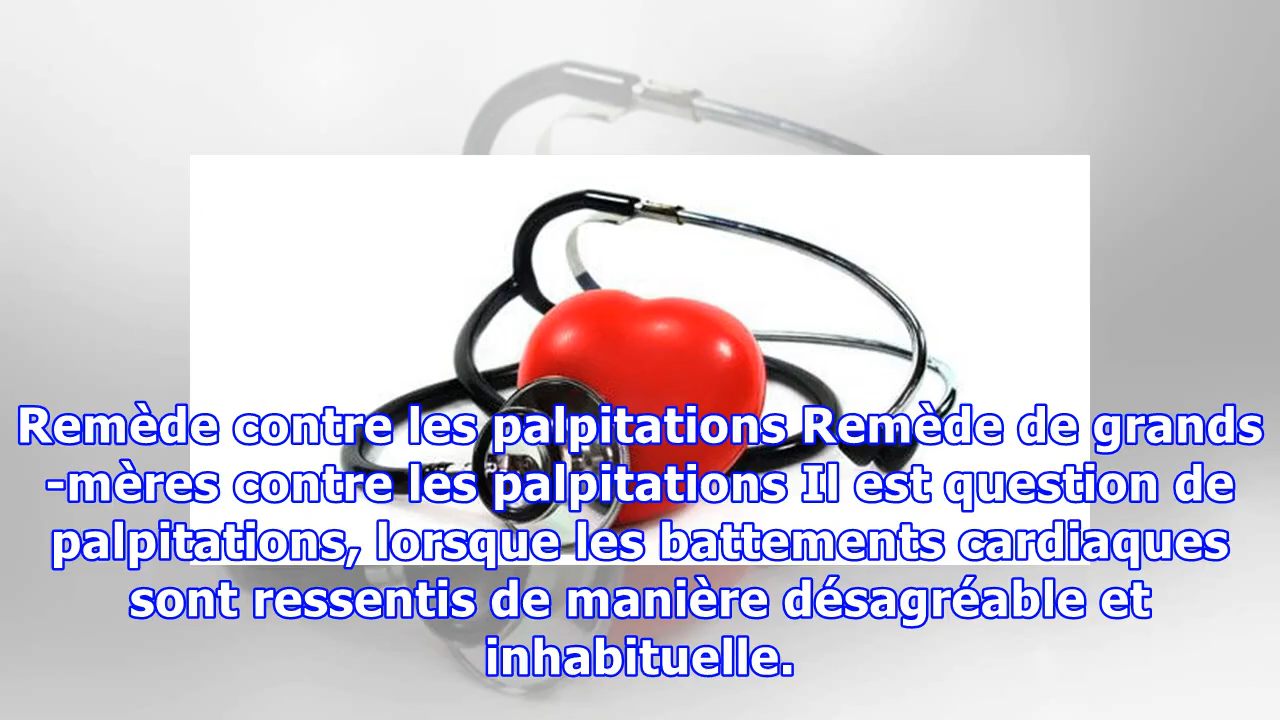 Remède contre les palpitations Remède de grands
-mères contre les palpitations Il est question de
palpitations, lorsque les battements cardiaques
sont ressentis de manière désagréable et
inhabituelle.